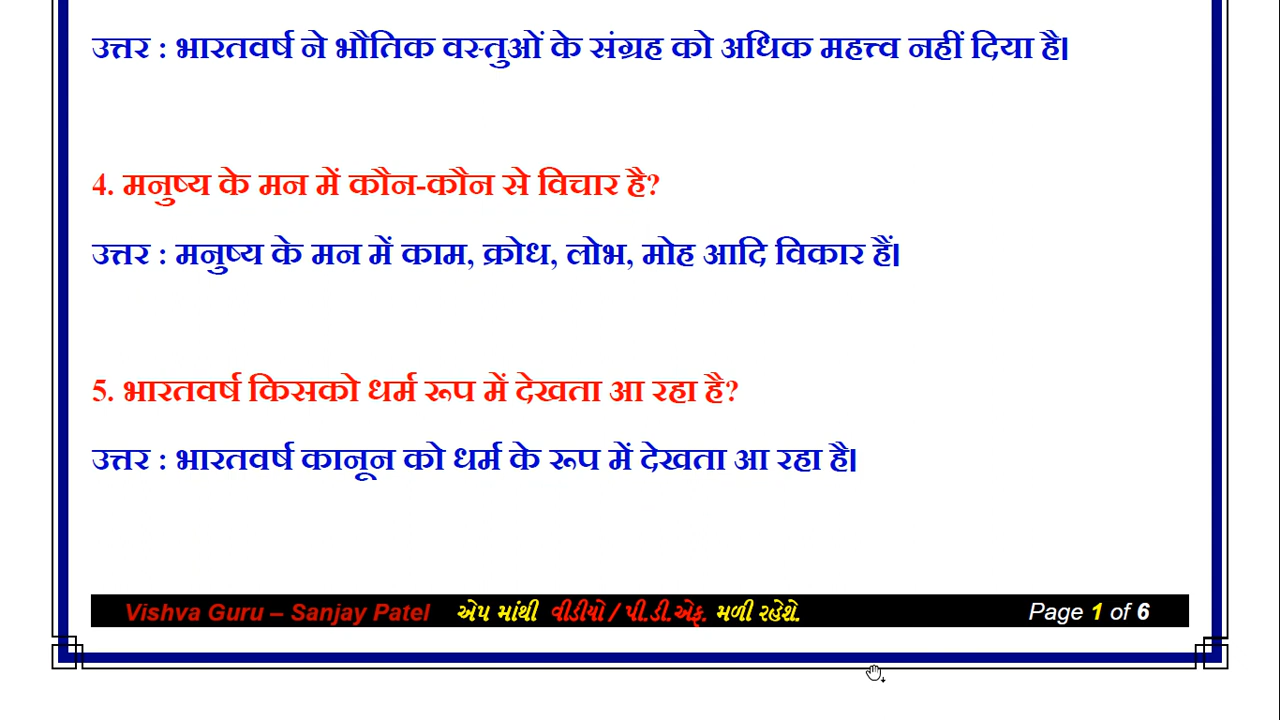 उत्तर : भारतवर्ष ने भौतिक वस्तुओं के संग्रह को अधिक महत्त्व नहीं दिया है।
4. मनुष्य के मन में कौन-कौन से विचार है?
उत्तर : मनुष्य के मन में काम, क्रोध, लोभ, मोह आदि विकार हैं।
5. भारतवर्ष किसको धर्म रूप में देखता आ रहा है?
उत्तर : भारतवर्ष कानून को धर्म के रूप में देखता आ रहा है।
Vishva Guru – Sanjay Patel એપ માંથી વીડીયો / પી.ડી.એફ. મળી રહેશે. Page 1 of 6